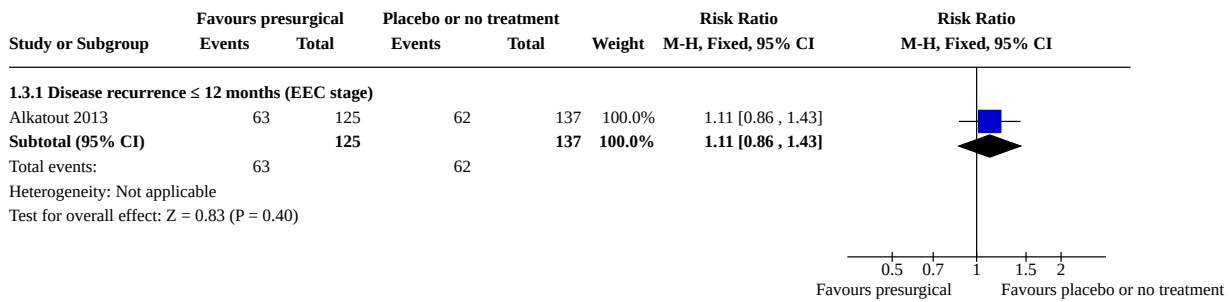 Favours presurgical Placebo or no treatment Risk Ratio Risk Ratio
Study or Subgroup Events Total Events Total Weight M-H, Fixed, 95% CI M-H, Fixed, 95% CI
1.3.1 Disease recurrence ≤ 12 months (EEC stage)
Alkatout 2013 63 125 62 137 100.0% 1.11 [0.86 , 1.43]
Subtotal (95% CI) 125 137 100.0% 1.11 [0.86 , 1.43]
Total events: 63 62
Heterogeneity: Not applicable
Test for overall effect: Z = 0.83 (P = 0.40)
0.5 0.7 1 1.5 2
Favours presurgical Favours placebo or no treatment